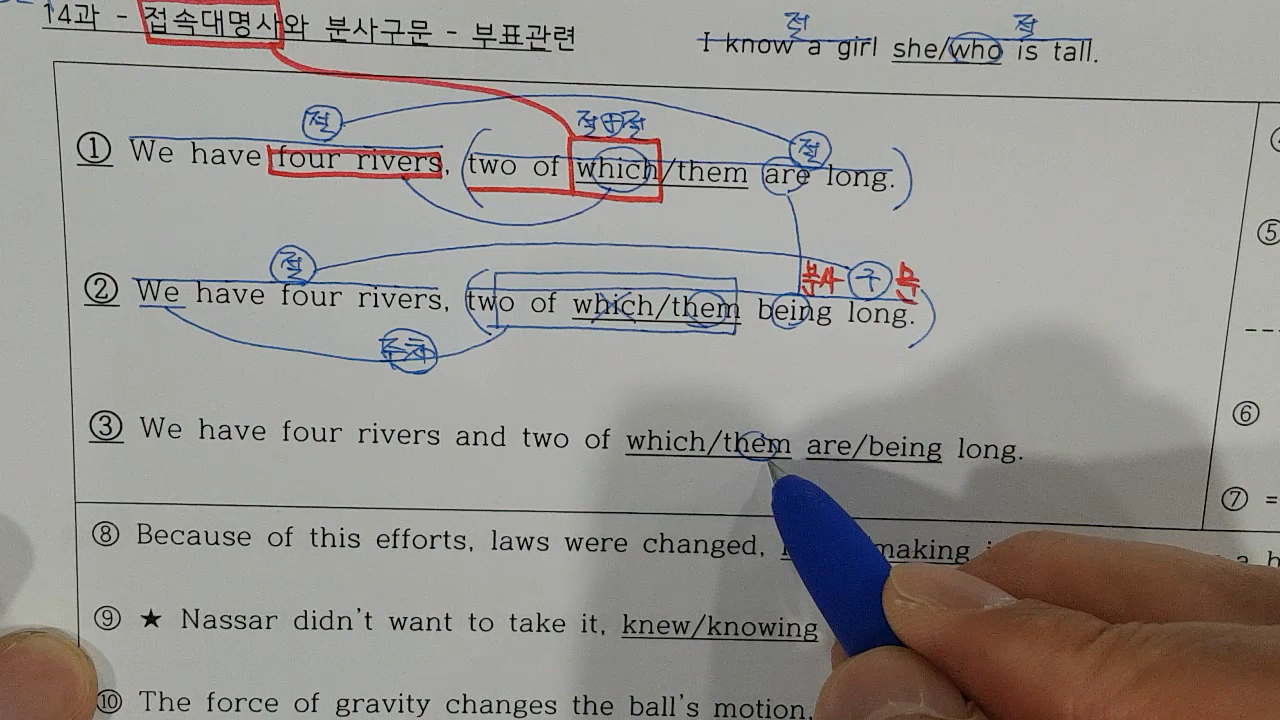 14과 - 접속대명사와 분사구문 - 부표관련
절 절
I know a girl she/who is tall.
절 절⊕절 절
① We have four rivers, (two of which/them are long.)
절 분사 구 문
② We have four rivers, (two of which/them being long.)
주차
③ We have four rivers and two of which/them are/being long.
⑤
⑥
⑦ =
⑧ Because of this efforts, laws were changed, making
⑨ ★ Nassar didn't want to take it, knew/knowing
⑩ The force of gravity changes the ball's motion,